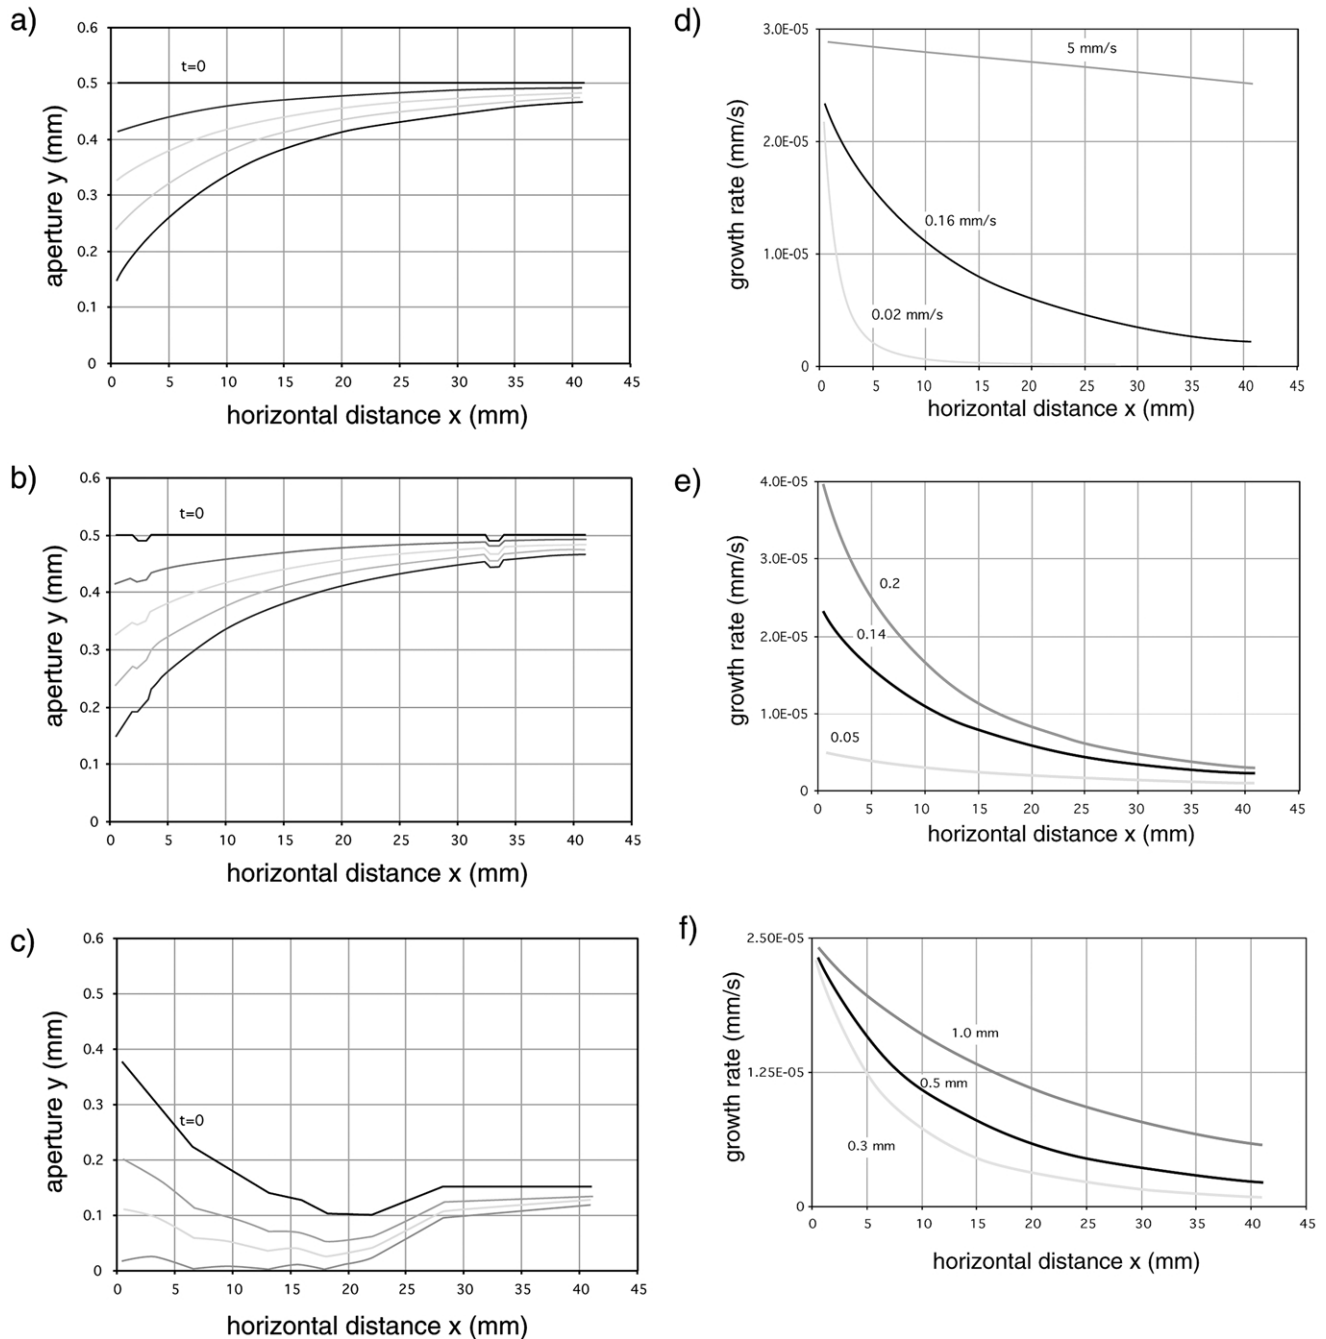 a)
0.6
0.5
0.4
0.3
0.2
0.1
0
t=0
aperture y (mm)
0 5 10 15 20 25 30 35 40 45
horizontal distance x (mm)
d)
3.0E-05
2.0E-05
1.0E-05
0
5 mm/s
0.16 mm/s
0.02 mm/s
growth rate (mm/s)
0 5 10 15 20 25 30 35 40 45
horizontal distance x (mm)
b)
0.6
0.5
0.4
0.3
0.2
0.1
0
t=0
aperture y (mm)
0 5 10 15 20 25 30 35 40 45
horizontal distance x (mm)
e)
4.0E-05
3.0E-05
2.0E-05
1.0E-05
0
0.2
0.14
0.05
growth rate (mm/s)
0 5 10 15 20 25 30 35 40 45
horizontal distance x (mm)
c)
0.6
0.5
0.4
0.3
0.2
0.1
0
t=0
aperture y (mm)
0 5 10 15 20 25 30 35 40 45
horizontal distance x (mm)
f)
2.50E-05
1.25E-05
0
1.0 mm
0.5 mm
0.3 mm
growth rate (mm/s)
0 5 10 15 20 25 30 35 40 45
horizontal distance x (mm)